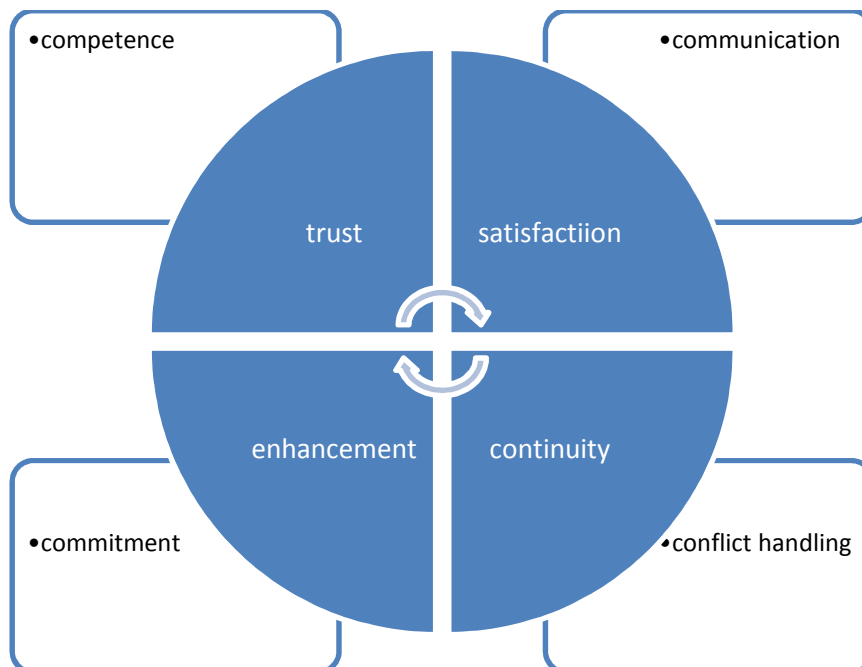 •competence
•communication
trust
satisfactiion
enhancement
continuity
•commitment
•conflict handling